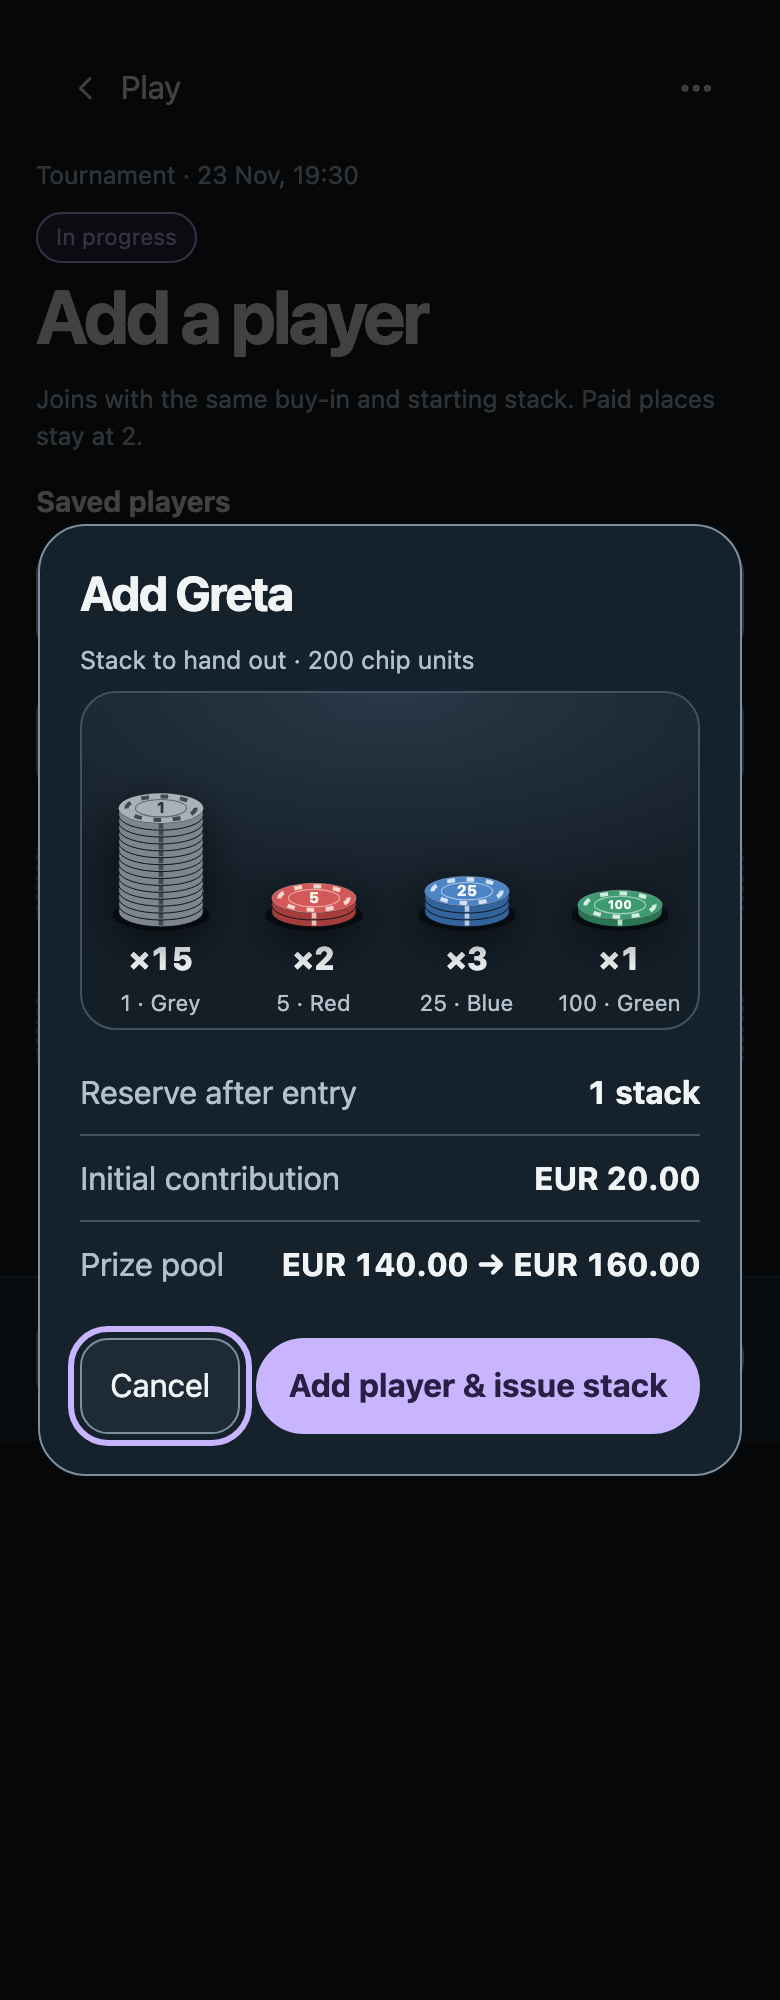 Play
Tournament · 23 Nov, 19:30
In progress
Add a player
Joins with the same buy-in and starting stack. Paid places
stay at 2.
Saved players
Add Greta
Stack to hand out · 200 chip units
1
5
25
100
×15
×2
×3
×1
1 · Grey
5 · Red
25 · Blue
100 · Green
Reserve after entry
1 stack
Initial contribution
EUR 20.00
Prize pool
EUR 140.00 → EUR 160.00
Cancel
Add player & issue stack